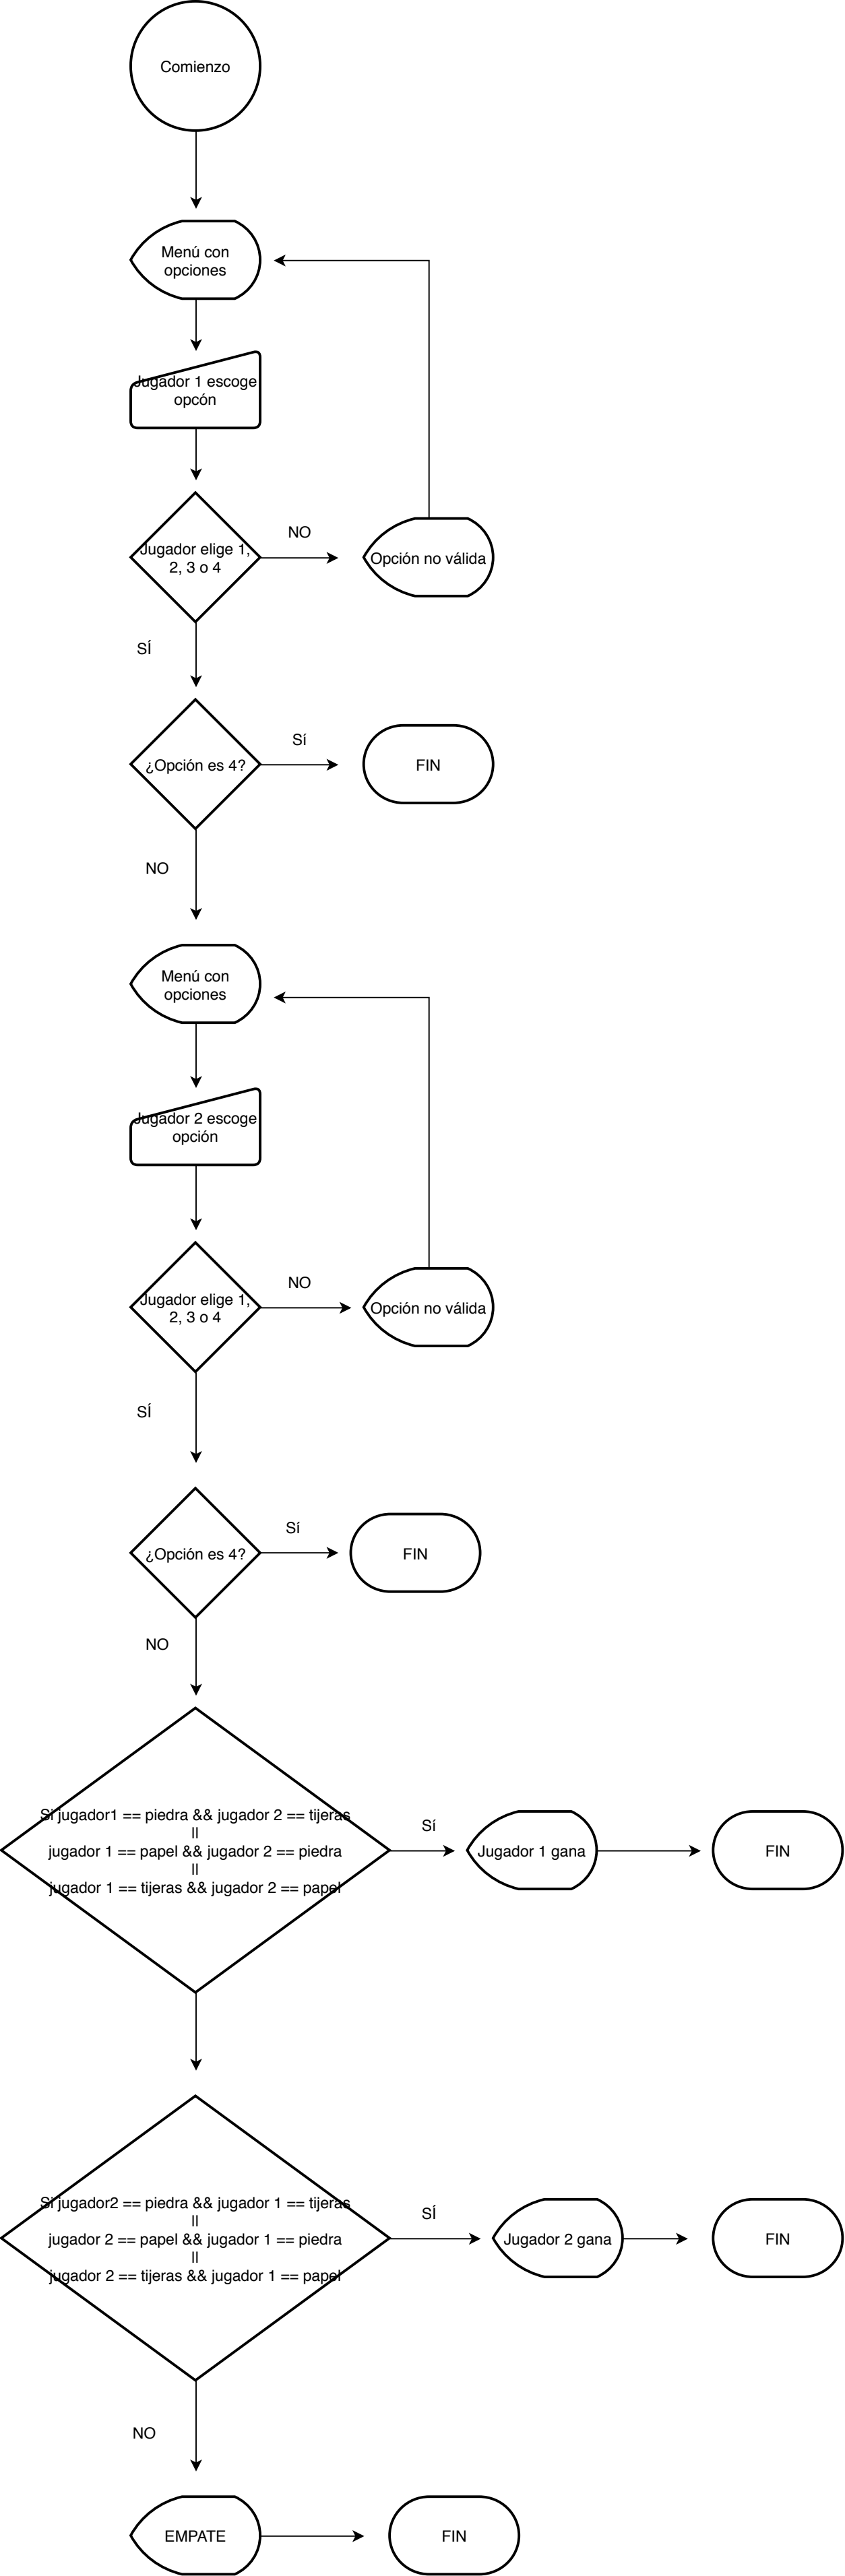 Comienzo
Menú con
opciones
Jugador 1 escoge
opcón
Jugador elige 1,
2, 3 o 4
NO
Opción no válida
SÍ
¿Opción es 4?
Sí
FIN
NO
Menú con
opciones
Jugador 2 escoge
opción
Jugador elige 1,
2, 3 o 4
NO
Opción no válida
SÍ
¿Opción es 4?
Sí
FIN
NO
Si jugador1 == piedra && jugador 2 == tijeras
||
jugador 1 == papel && jugador 2 == piedra
||
jugador 1 == tijeras && jugador 2 == papel
Sí
Jugador 1 gana
FIN
Si jugador2 == piedra && jugador 1 == tijeras
||
jugador 2 == papel && jugador 1 == piedra
||
jugador 2 == tijeras && jugador 1 == papel
SÍ
Jugador 2 gana
FIN
NO
EMPATE
FIN